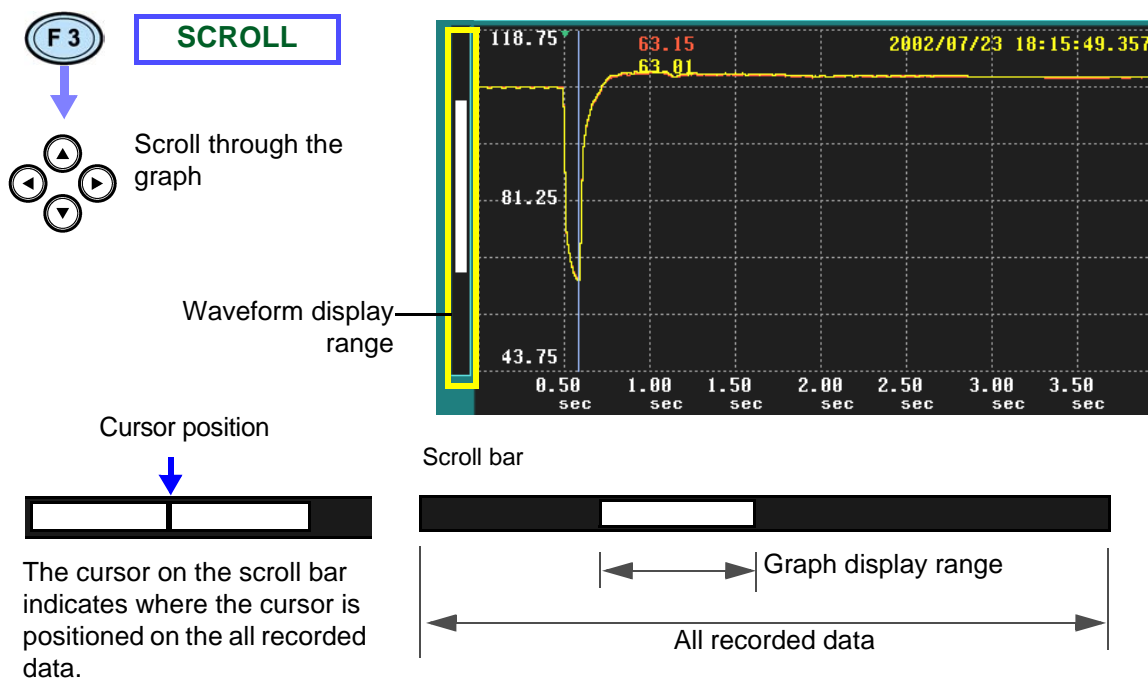 F 3
SCROLL
Scroll through the
graph
Waveform display
range
118.75
63.15
63.01
2002/07/23 18:15:49.357
81.25
43.75
0.50 1.00 1.50 2.00 2.50 3.00 3.50
sec sec sec sec sec sec sec
Cursor position
The cursor on the scroll bar
indicates where the cursor is
positioned on the all recorded
data.
Scroll bar
Graph display range
All recorded data